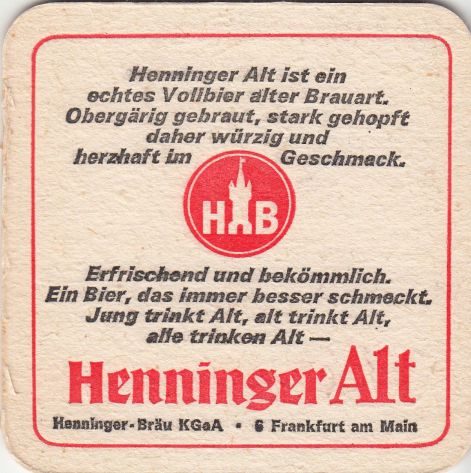 Henninger Alt ist ein
echtes Vollbier alter Brauart.
Obergärig gebraut, stark gehopft
daher würzig und
herzhaft im Geschmack.
H B
Erfrischend und bekömmlich.
Ein Bier, das immer besser schmeckt.
Jung trinkt Alt, alt trinkt Alt,
alle trinken Alt —
Henninger Alt
Henninger-Bräu KGaA • 6 Frankfurt am Main